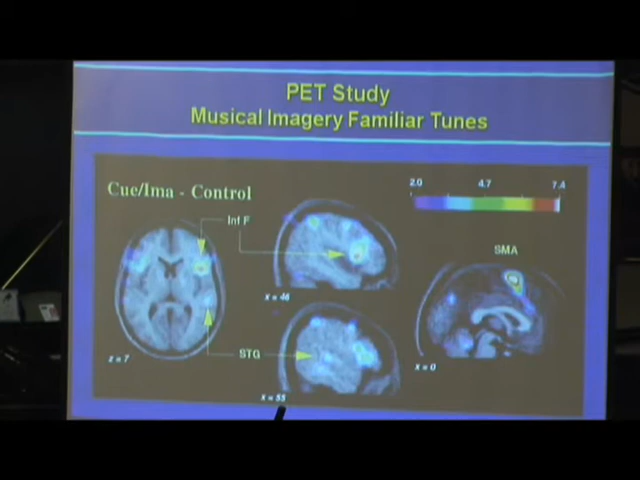 PET Study
Musical Imagery Familiar Tunes
Cue/Ima - Control
2.0 4.7 7.4
Inf F
SMA
x = 46
z = 7
STG
x = 0
x = 55